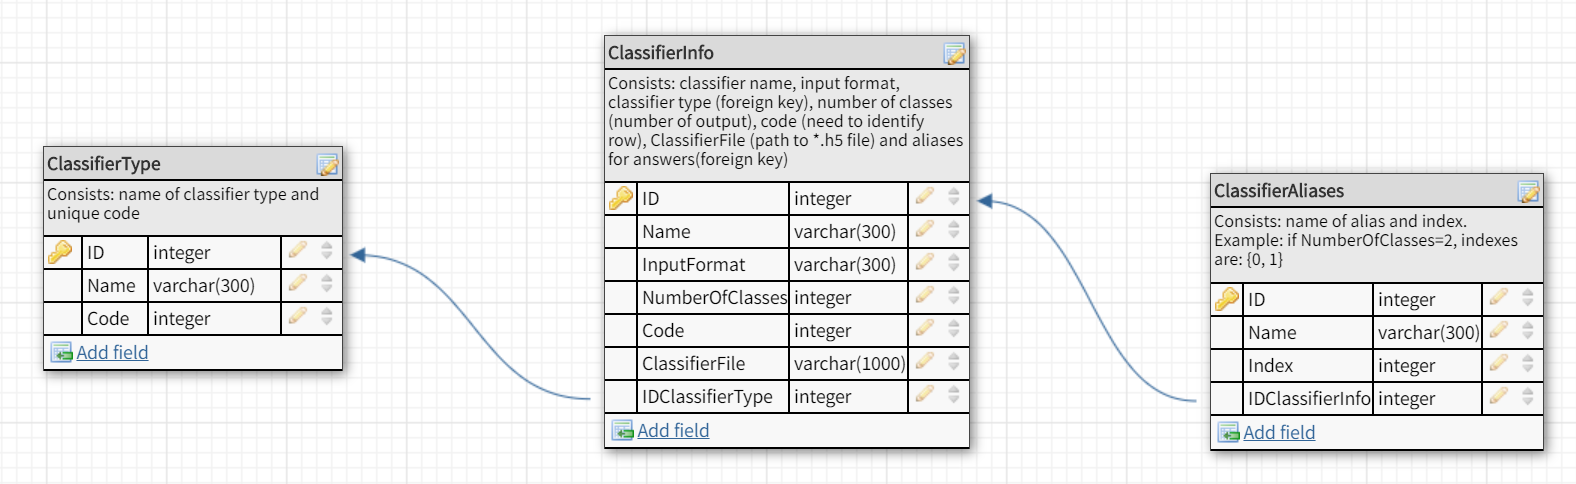 ClassifierType
Consists: name of classifier type and
unique code
ID integer
Name varchar(300)
Code integer
Add field
ClassifierInfo
Consists: classifier name, input format,
classifier type (foreign key), number of classes
(number of output), code (need to identify
row), ClassifierFile (path to *.h5 file) and aliases
for answers(foreign key)
ID integer
Name varchar(300)
InputFormat varchar(300)
NumberOfClasses integer
Code integer
ClassifierFile varchar(1000)
IDClassifierType integer
Add field
ClassifierAliases
Consists: name of alias and index.
Example: if NumberOfClasses=2, indexes
are: {0, 1}
ID integer
Name varchar(300)
Index integer
IDClassifierInfo integer
Add field